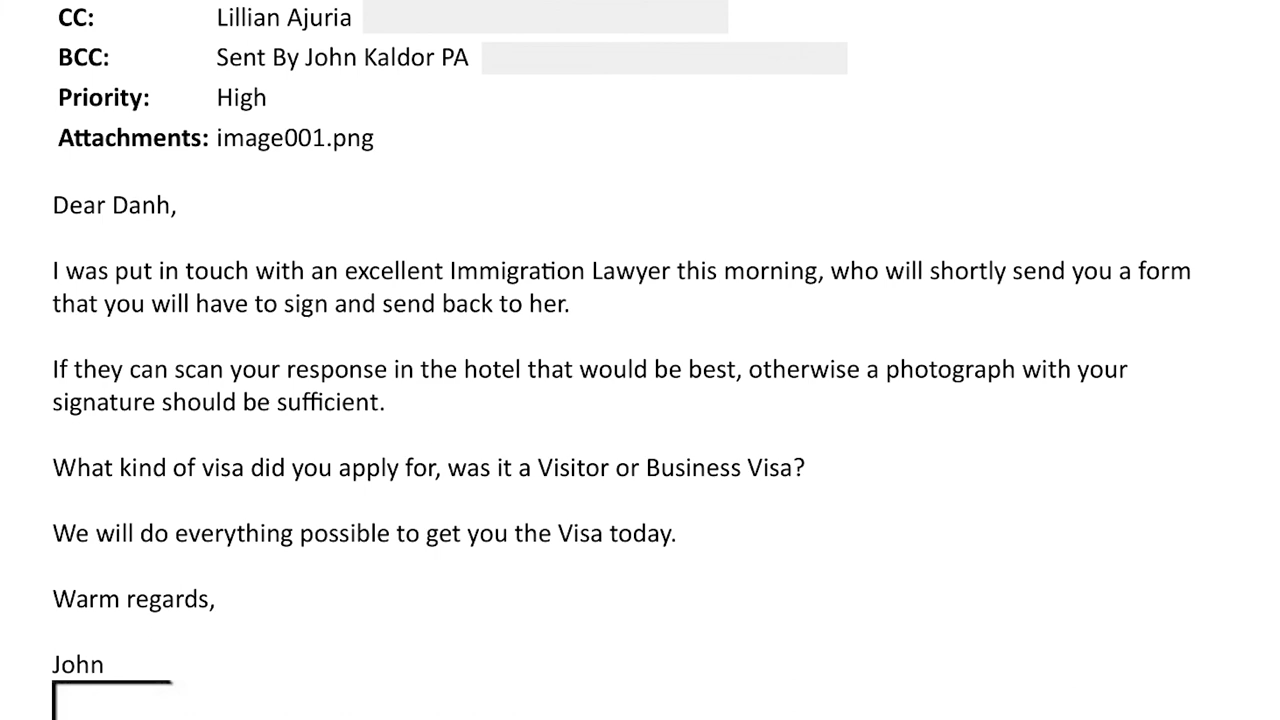 CC: Lillian Ajuria
BCC: Sent By John Kaldor PA
Priority: High
Attachments: image001.png
Dear Danh,
I was put in touch with an excellent Immigration Lawyer this morning, who will shortly send you a form
that you will have to sign and send back to her.
If they can scan your response in the hotel that would be best, otherwise a photograph with your
signature should be sufficient.
What kind of visa did you apply for, was it a Visitor or Business Visa?
We will do everything possible to get you the Visa today.
Warm regards,
John